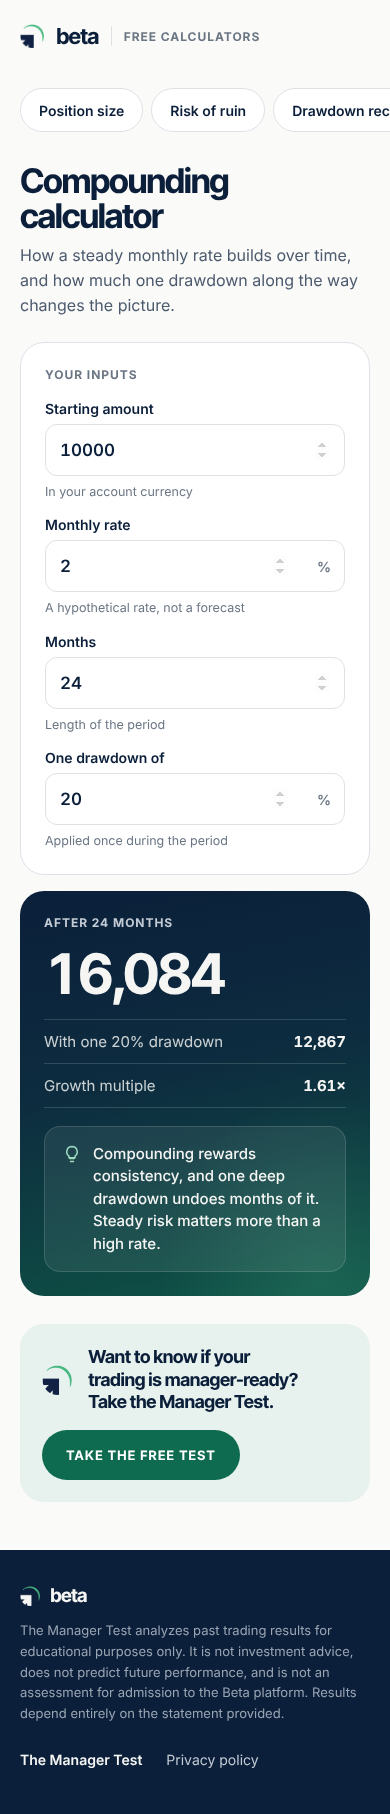 beta
FREE CALCULATORS
Position size
Risk of ruin
Drawdown rec
Compounding
calculator
How a steady monthly rate builds over time,
and how much one drawdown along the way
changes the picture.
YOUR INPUTS
Starting amount
10000
In your account currency
Monthly rate
2 %
A hypothetical rate, not a forecast
Months
24
Length of the period
One drawdown of
20 %
Applied once during the period
AFTER 24 MONTHS
16,084
With one 20% drawdown 12,867
Growth multiple 1.61×
Compounding rewards
consistency, and one deep
drawdown undoes months of it.
Steady risk matters more than a
high rate.
Want to know if your
trading is manager-ready?
Take the Manager Test.
TAKE THE FREE TEST
beta
The Manager Test analyzes past trading results for
educational purposes only. It is not investment advice,
does not predict future performance, and is not an
assessment for admission to the Beta platform. Results
depend entirely on the statement provided.
The Manager Test Privacy policy